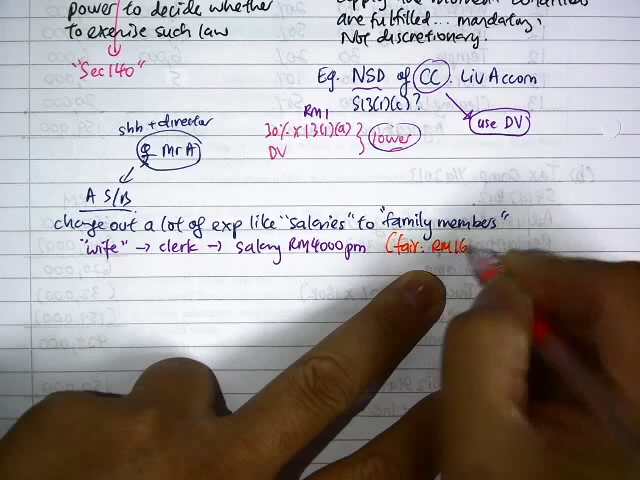 power to decide whether
to exercise such law
"Sec 140"
are fulfilled... mandatory,
Not discretionary.
Eg. NSD of CC. Liv Accom
S13(1)(c)?
RM1
30% x 13(1)(a)
DV
lower
use DV
shh + director
Mr A
A S/B
charge out a lot of exp like "salaries" to "family members"
"wife" → clerk → salary RM4000pm (fair: RM16